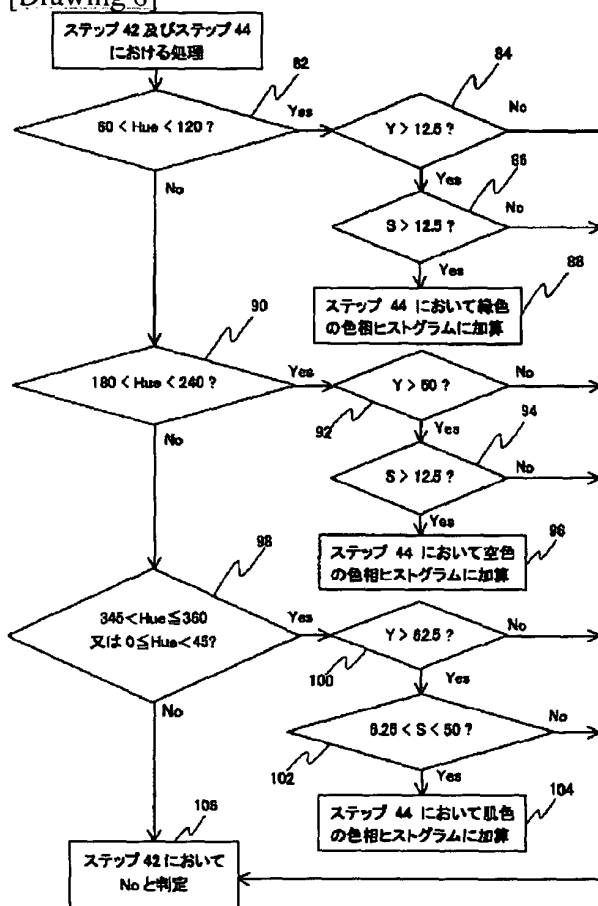 [Drawing 6]
ステップ 42 及びステップ 44
における処理
82
84
60 < Hue < 120 ?
Yes
Y > 12.5 ?
No
No
Yes
86
S > 12.5 ?
No
Yes
88
ステップ 44 において緑色
の色相ヒストグラムに加算
90
180 < Hue < 240 ?
Yes
Y > 50 ?
No
92
No
Yes
94
S > 12.5 ?
No
Yes
96
ステップ 44 において空色
の色相ヒストグラムに加算
98
345<Hue≦360
又は 0≦Hue<45?
Yes
Y > 62.5 ?
No
100
No
Yes
6.25 < S < 50 ?
No
102
Yes
104
ステップ 44 において肌色
の色相ヒストグラムに加算
106
ステップ 42 において
No と判定